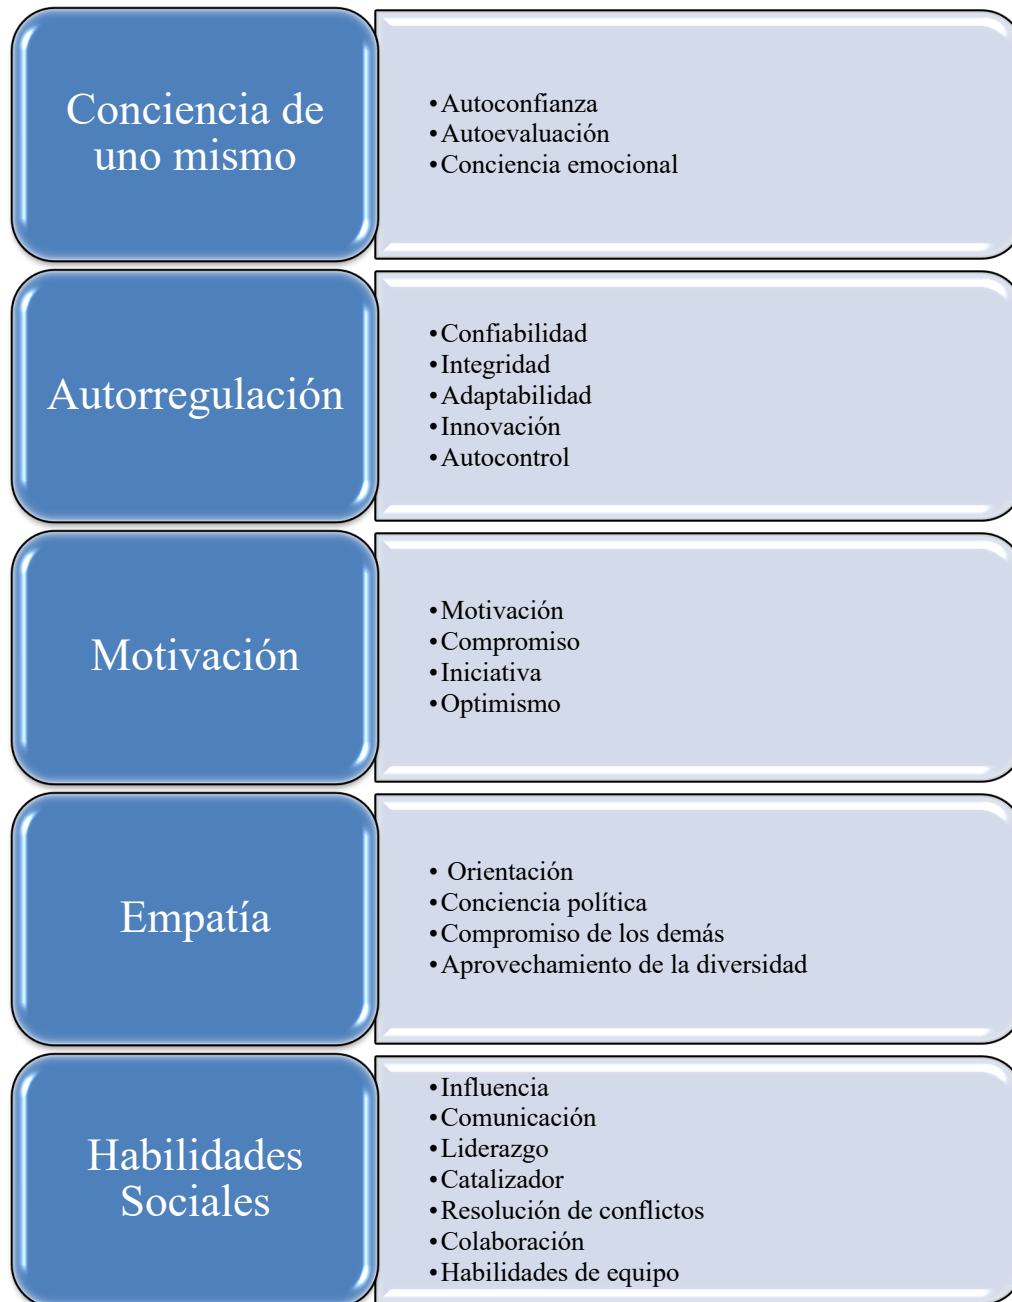 Conciencia de
uno mismo
•Autoconfianza
•Autoevaluación
•Conciencia emocional
Autorregulación
•Confiabilidad
•Integridad
•Adaptabilidad
•Innovación
•Autocontrol
Motivación
•Motivación
•Compromiso
•Iniciativa
•Optimismo
Empatía
• Orientación
•Conciencia política
•Compromiso de los demás
•Aprovechamiento de la diversidad
Habilidades
Sociales
•Influencia
•Comunicación
•Liderazgo
•Catalizador
•Resolución de conflictos
•Colaboración
•Habilidades de equipo